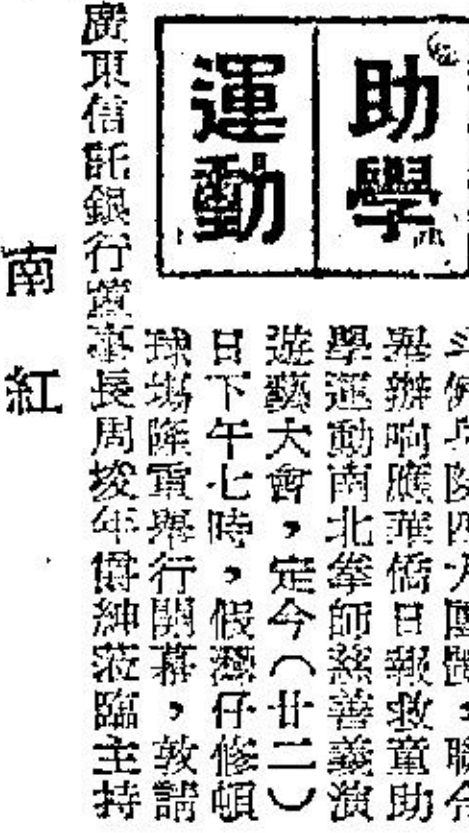 助學
運動
團體，聯合
舉辦响應華僑日報救童助
學運動南北拳師慈善義演
遊藝大會，定今（廿二）
日下午七時，假灣仔修頓
球場隆重舉行開幕，敦請
廣東信託銀行董事長周埈年爵紳蒞臨主持
南紅